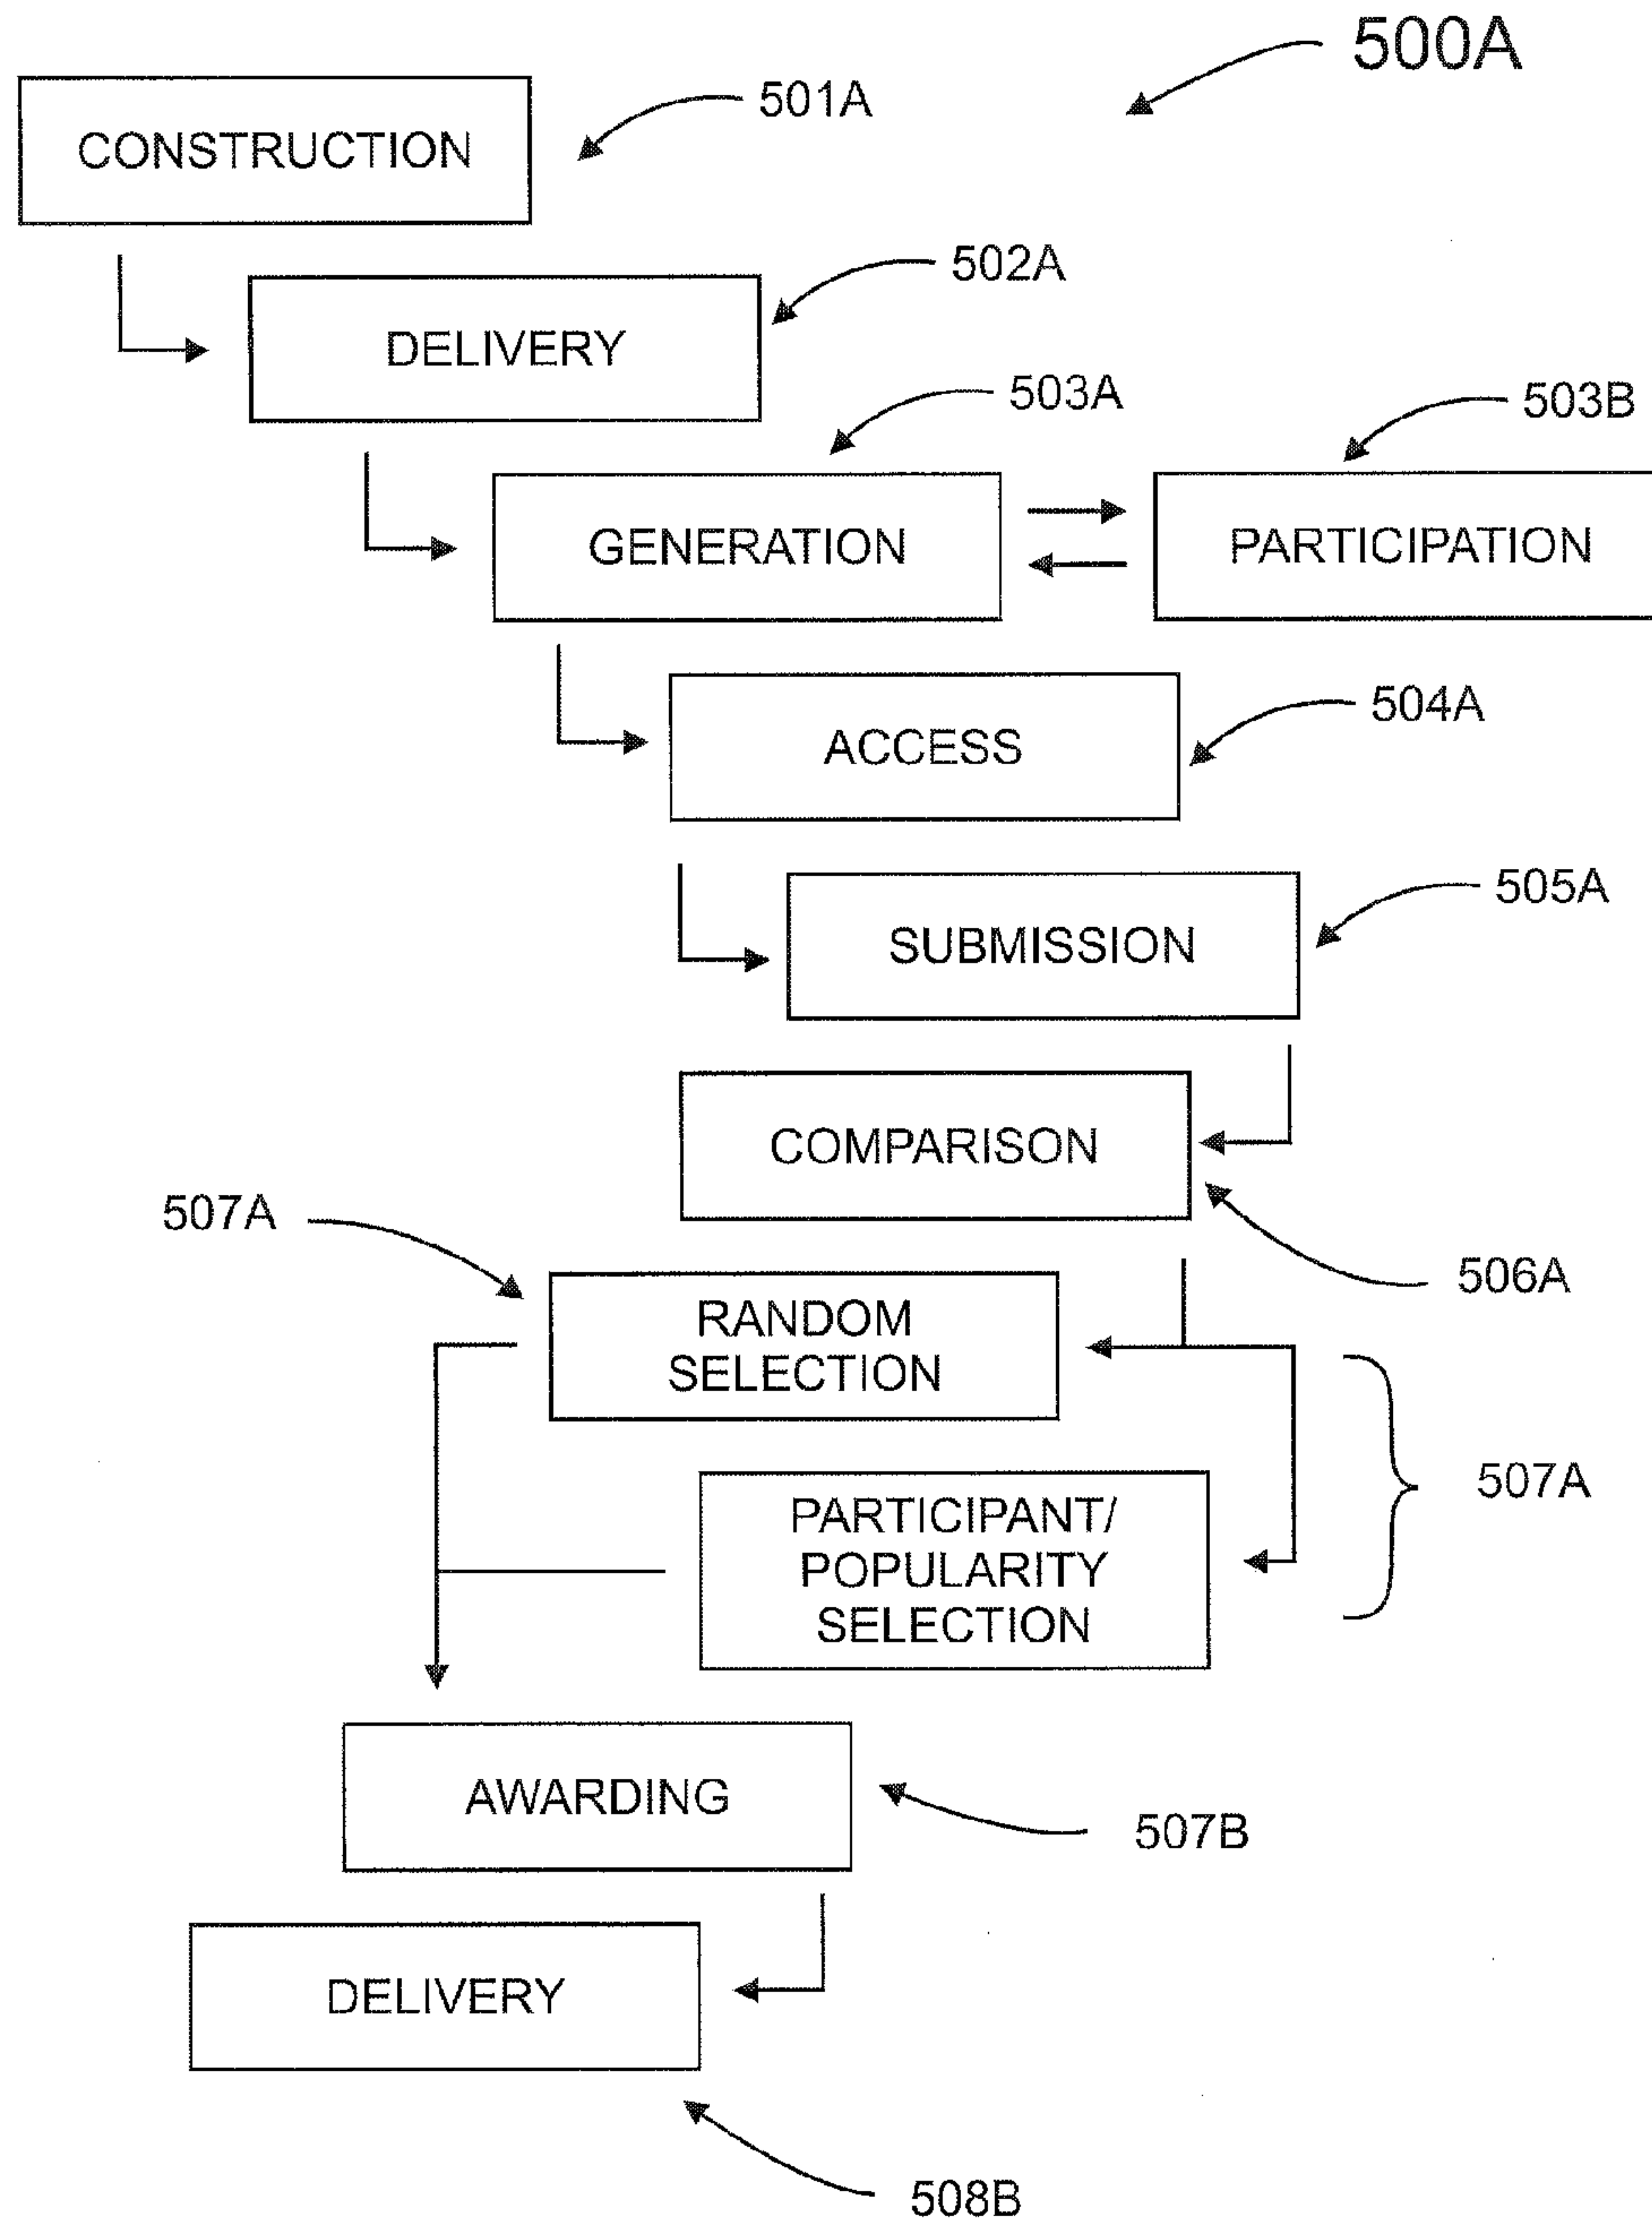 500A
CONSTRUCTION
501A
DELIVERY
502A
503A
503B
GENERATION
PARTICIPATION
ACCESS
504A
SUBMISSION
505A
COMPARISON
507A
506A
RANDOM
SELECTION
507A
PARTICIPANT/
POPULARITY
SELECTION
AWARDING
507B
DELIVERY
508B